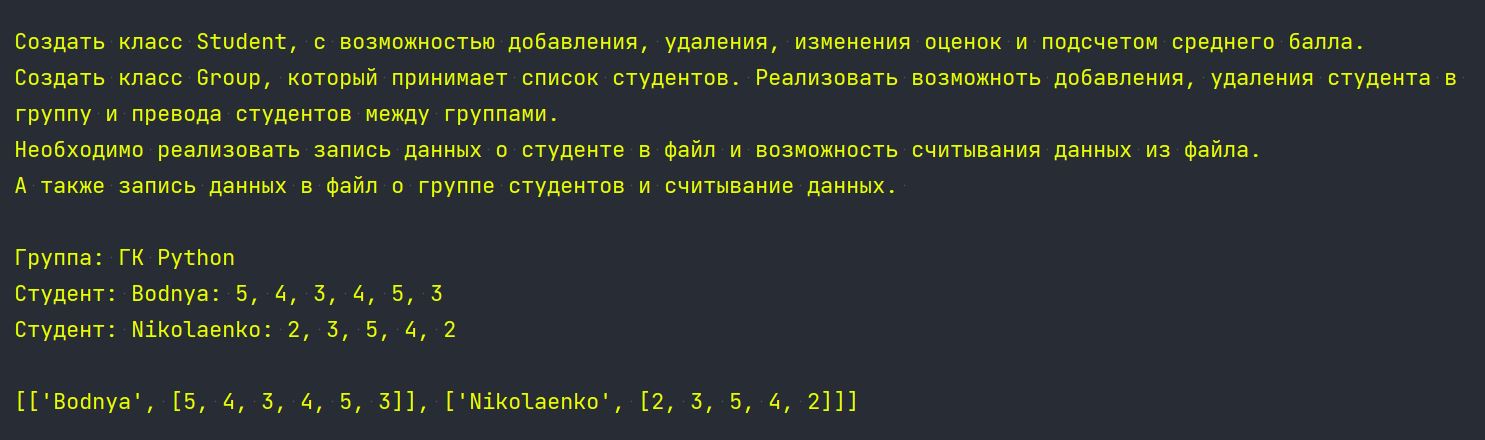 Создать класс Student, с возможностью добавления, удаления, изменения оценок и подсчетом среднего балла.
Создать класс Group, который принимает список студентов. Реализовать возможноть добавления, удаления студента в
группу и превода студентов между группами.
Необходимо реализовать запись данных о студенте в файл и возможность считывания данных из файла.
А также запись данных в файл о группе студентов и считывание данных.
Группа: ГК Python
Студент: Bodnya: 5, 4, 3, 4, 5, 3
Студент: Nikolaenko: 2, 3, 5, 4, 2
[['Bodnya', [5, 4, 3, 4, 5, 3]], ['Nikolaenko', [2, 3, 5, 4, 2]]]